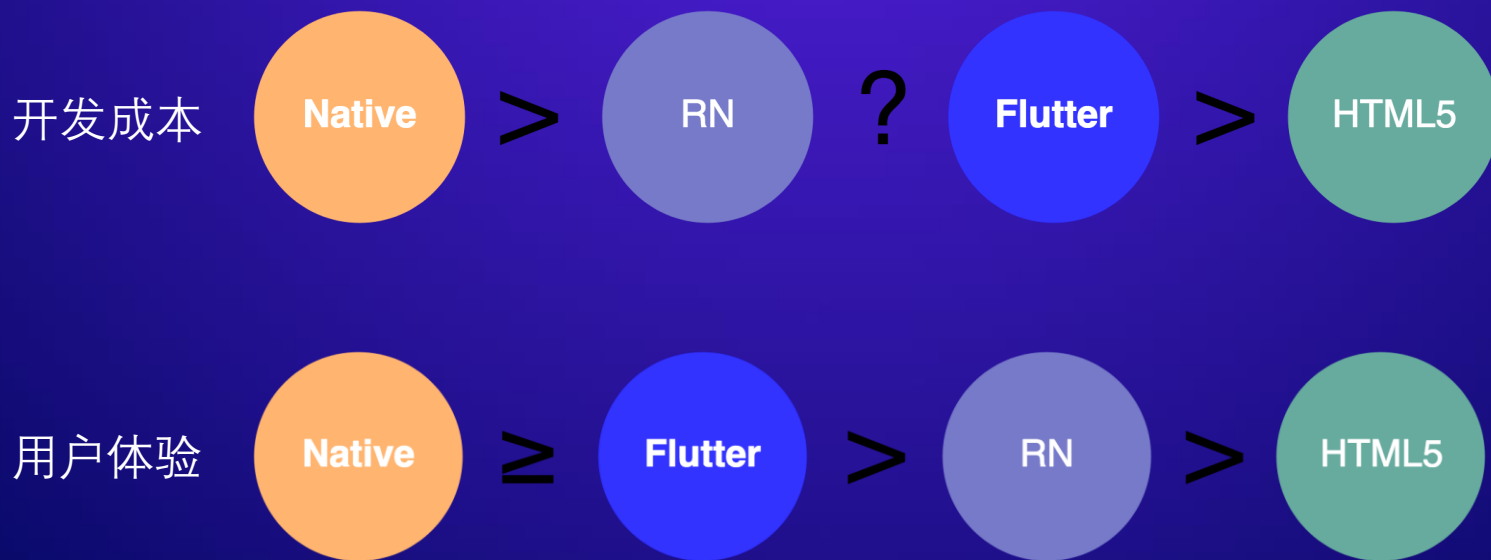 开发成本 Native > RN ? Flutter > HTML5
用户体验 Native ≥ Flutter > RN > HTML5